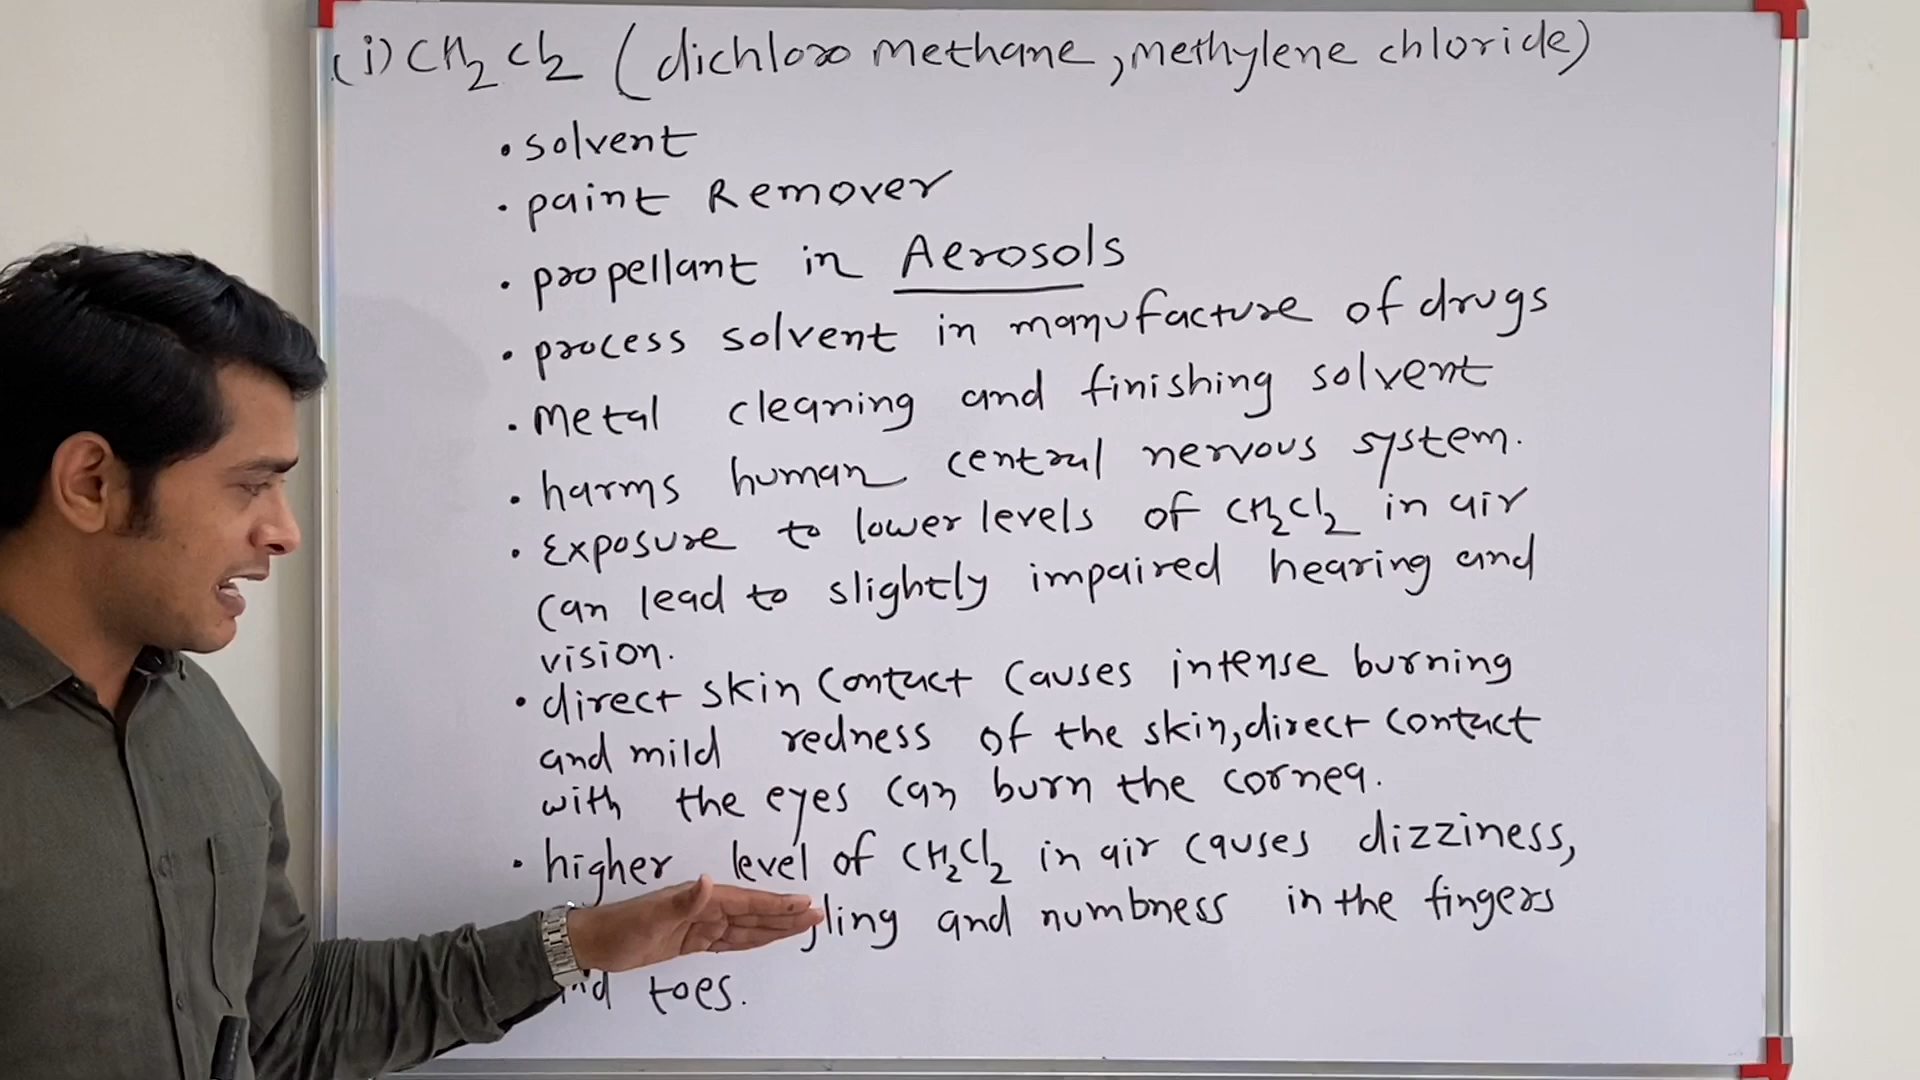 (i) CH₂Cl₂ (dichloro methane, methylene chloride)
• solvent
• paint Remover
• propellant in Aerosols
• process solvent in manufacture of drugs
• Metal cleaning and finishing solvent
• harms human central nervous system.
• Exposure to lower levels of CH₂Cl₂ in air
can lead to slightly impaired hearing and
vision.
• direct skin contact causes intense burning
and mild redness of the skin, direct contact
with the eyes can burn the cornea.
• higher level of CH₂Cl₂ in air causes dizziness,
and numbness in the fingers
and toes.